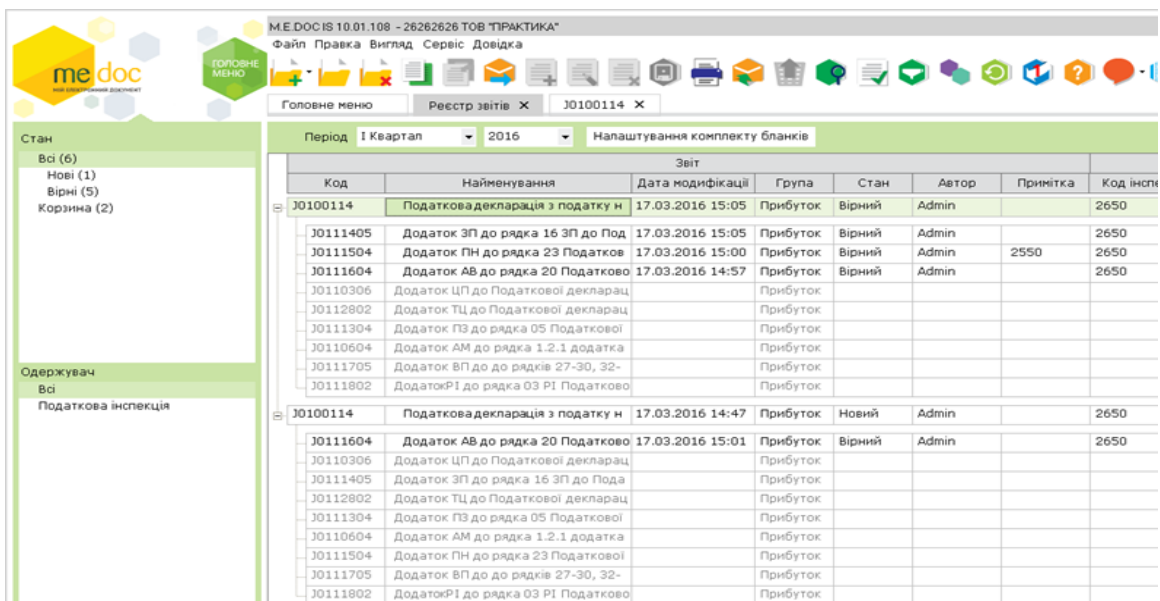 M.E.DOC IS 10.01.108 - 26262626 ТОВ "ПРАКТИКА"
Файл Правка Вигляд Сервіс Довідка
me doc
МІЙ ЕЛЕКТРОННИЙ ДОКУМЕНТ
ГОЛОВНЕ МЕНЮ
Головне меню Реєстр звітів X J0100114 X
Стан
Всі (6)
Нові (1)
Вірні (5)
Корзина (2)
Одержувач
Всі
Податкова інспекція
Період I Квартал 2016 Налаштування комплекту бланків
Звіт
Код Найменування Дата модифікації Група Стан Автор Примітка Код інспе
J0100114 Податкова декларація з податку н 17.03.2016 15:05 Прибуток Вірний Admin 2650
J0111405 Додаток ЗП до рядка 16 ЗП до Под 17.03.2016 15:05 Прибуток Вірний Admin 2650
J0111504 Додаток ПН до рядка 23 Податков 17.03.2016 15:00 Прибуток Вірний Admin 2550 2650
J0111604 Додаток АВ до рядка 20 Податково 17.03.2016 14:57 Прибуток Вірний Admin 2650
J0110306 Додаток ЦП до Податкової декларац Прибуток
J0112802 Додаток ТЦ до Податкової декларац Прибуток
J0111304 Додаток ПЗ до рядка 05 Податкової Прибуток
J0110604 Додаток АМ до рядка 1.2.1 додатка Прибуток
J0111705 Додаток ВП до до рядків 27-30, 32- Прибуток
J0111802 ДодатокРІ до рядка 03 РІ Податково Прибуток
J0100114 Податкова декларація з податку н 17.03.2016 14:47 Прибуток Новий Admin 2650
J0111604 Додаток АВ до рядка 20 Податково 17.03.2016 15:01 Прибуток Вірний Admin 2650
J0110306 Додаток ЦП до Податкової декларац Прибуток
J0111405 Додаток ЗП до рядка 16 ЗП до Пода Прибуток
J0112802 Додаток ТЦ до Податкової декларац Прибуток
J0111304 Додаток ПЗ до рядка 05 Податкової Прибуток
J0110604 Додаток АМ до рядка 1.2.1 додатка Прибуток
J0111504 Додаток ПН до рядка 23 Податкової Прибуток
J0111705 Додаток ВП до до рядків 27-30, 32- Прибуток
J0111802 ДодатокРІ до рядка 03 РІ Податково Прибуток